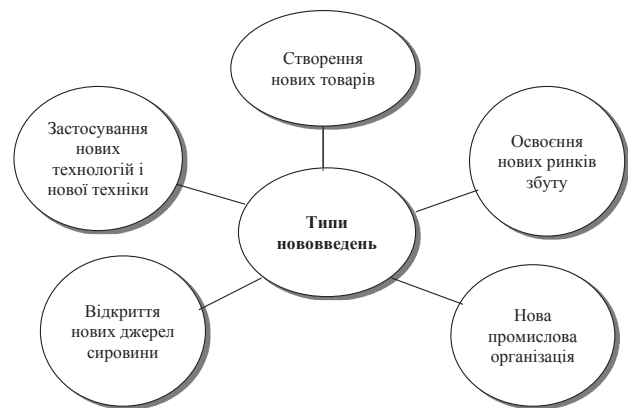 Створення
нових товарів
Застосування
нових
технологій і
нової техніки
Освоєння
нових ринків
збуту
Типи
нововведень
Відкриття
нових джерел
сировини
Нова
промислова
організація